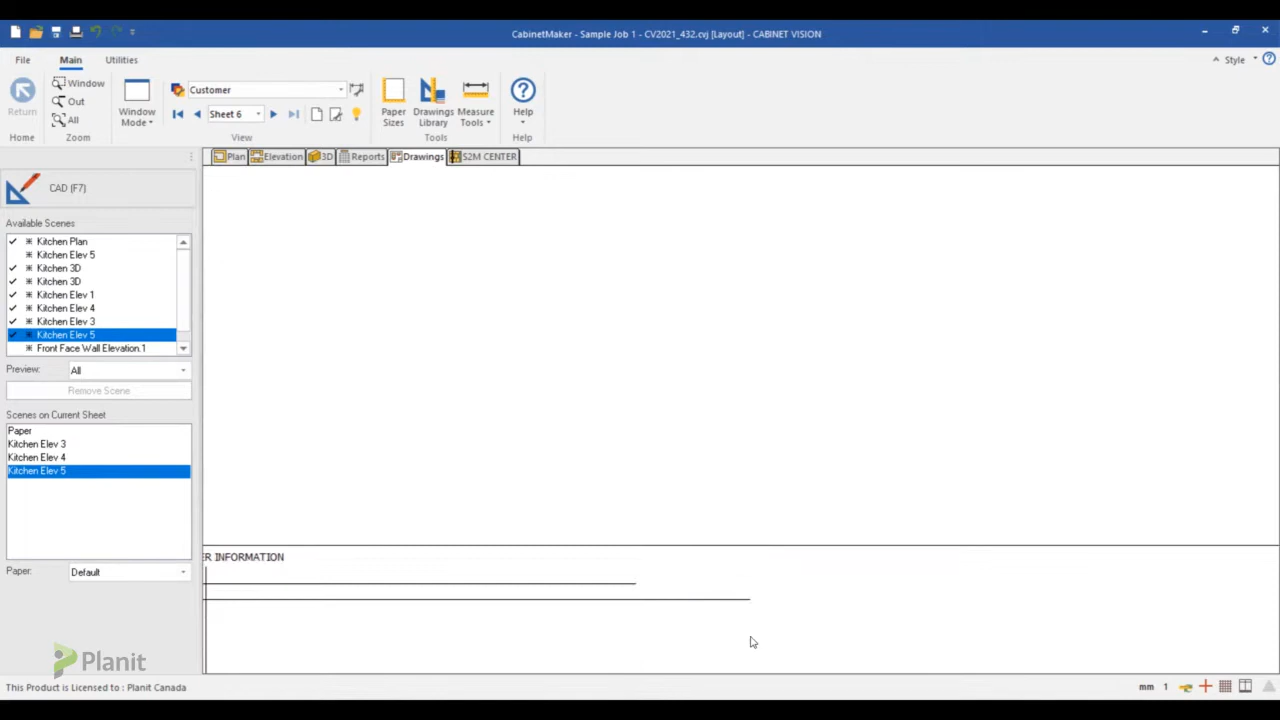 CabinetMaker - Sample Job 1 - CV2021_432.cvj [Layout] - CABINET VISION
File Main Utilities
Style
Return
Home
Window
Out
All
Zoom
Window
Mode
Customer
Sheet 6
View
Paper
Sizes
Drawings
Library
Measure
Tools
Tools
Help
Help
CAD (F7)
Plan Elevation 3D Reports Drawings S2M CENTER
Available Scenes
Kitchen Plan
Kitchen Elev 5
Kitchen 3D
Kitchen 3D
Kitchen Elev 1
Kitchen Elev 4
Kitchen Elev 3
Kitchen Elev 5
Front Face Wall Elevation.1
Preview: All
Remove Scene
Scenes on Current Sheet
Paper
Kitchen Elev 3
Kitchen Elev 4
Kitchen Elev 5
Paper: Default
ER INFORMATION
Planit
This Product is Licensed to : Planit Canada
mm 1